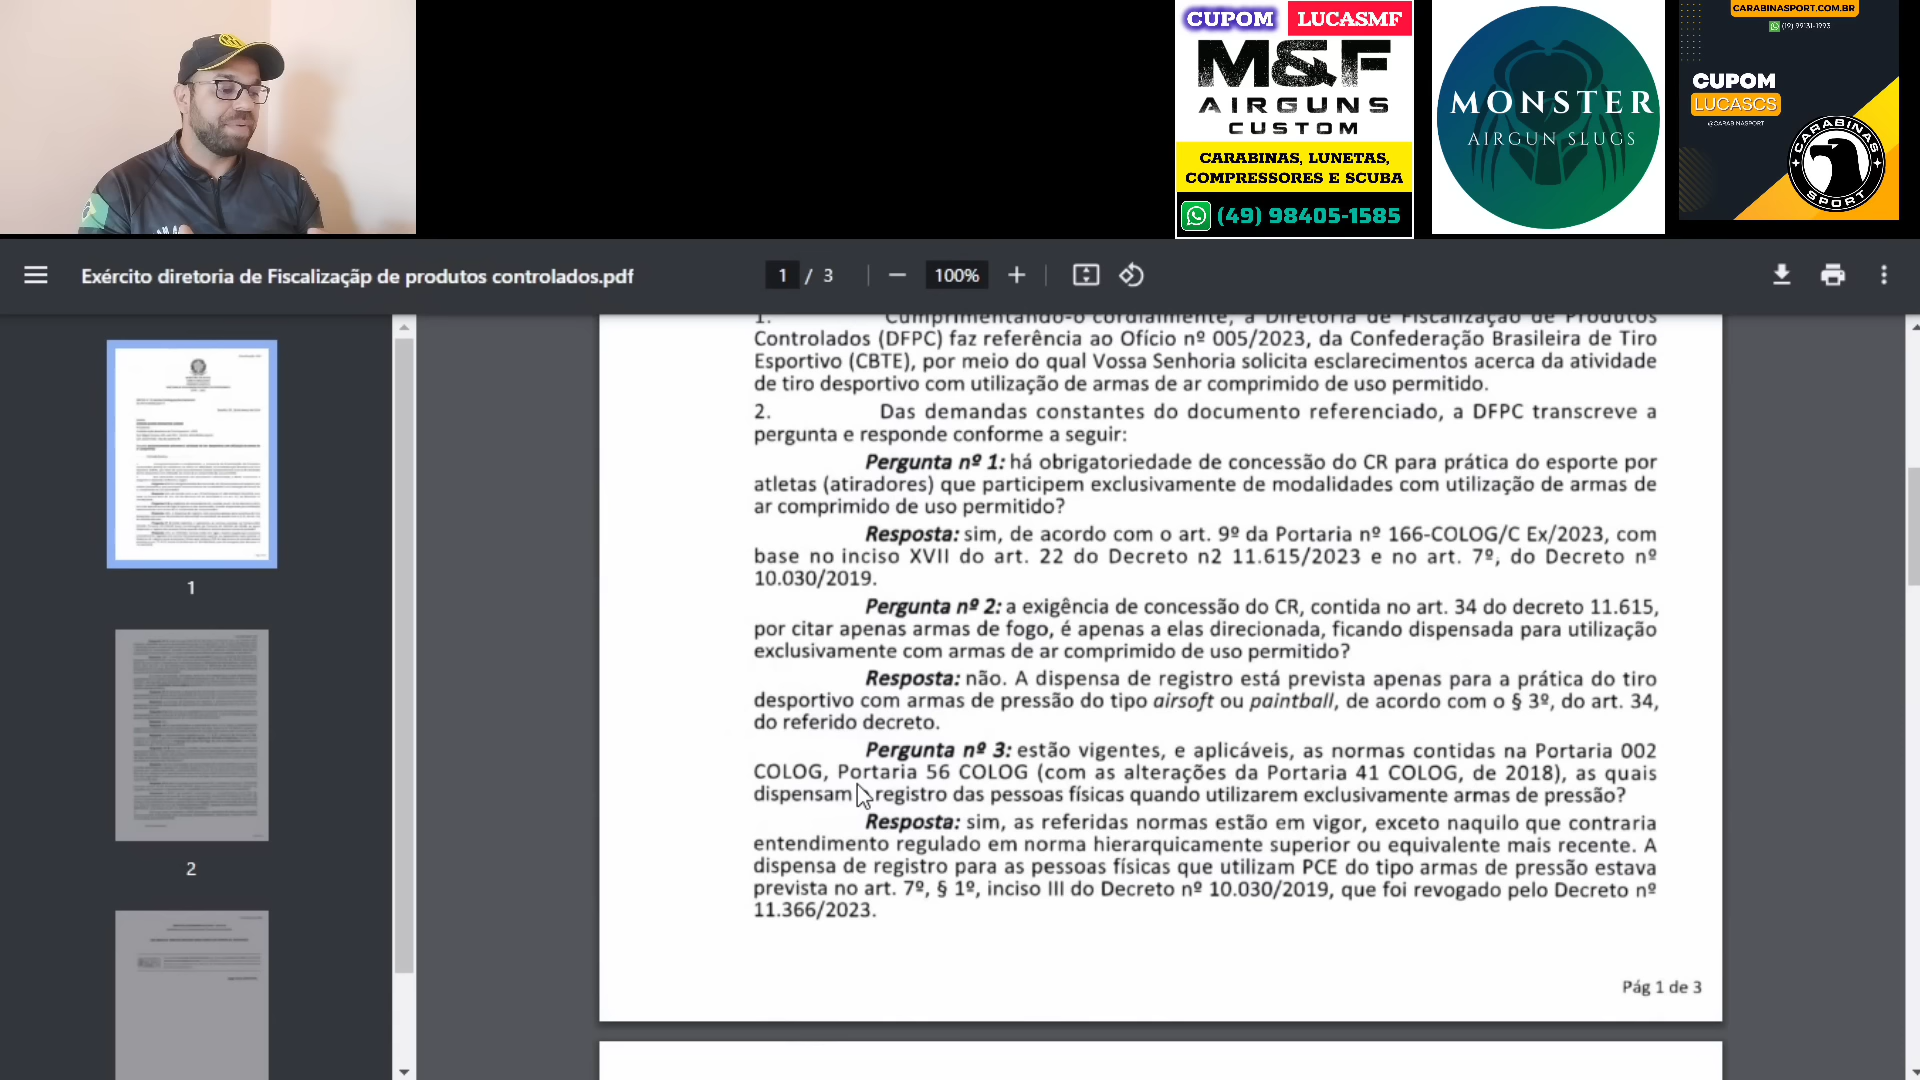 CUPOM LUCASMF
M&F
AIRGUNS
CUSTOM
CARABINAS, LUNETAS,
COMPRESSORES E SCUBA
(49) 98405-1585
MONSTER
AIRGUN SLUGS
CARABINASPORT.COM.BR
(19) 99131-1993
CUPOM
LUCASCS
@CARABINASPORT
CARABINAS
SPORT
Exército diretoria de Fiscalizaçãp de produtos controlados.pdf
1 / 3
100%
1
2
1. Cumprimentando-o cordialmente, a Diretoria de Fiscalização de Produtos
Controlados (DFPC) faz referência ao Ofício nº 005/2023, da Confederação Brasileira de Tiro
Esportivo (CBTE), por meio do qual Vossa Senhoria solicita esclarecimentos acerca da atividade
de tiro desportivo com utilização de armas de ar comprimido de uso permitido.
2. Das demandas constantes do documento referenciado, a DFPC transcreve a
pergunta e responde conforme a seguir:
Pergunta nº 1: há obrigatoriedade de concessão do CR para prática do esporte por
atletas (atiradores) que participem exclusivamente de modalidades com utilização de armas de
ar comprimido de uso permitido?
Resposta: sim, de acordo com o art. 9º da Portaria nº 166-COLOG/C Ex/2023, com
base no inciso XVII do art. 22 do Decreto n2 11.615/2023 e no art. 7º, do Decreto nº
10.030/2019.
Pergunta nº 2: a exigência de concessão do CR, contida no art. 34 do decreto 11.615,
por citar apenas armas de fogo, é apenas a elas direcionada, ficando dispensada para utilização
exclusivamente com armas de ar comprimido de uso permitido?
Resposta: não. A dispensa de registro está prevista apenas para a prática do tiro
desportivo com armas de pressão do tipo airsoft ou paintball, de acordo com o § 3º, do art. 34,
do referido decreto.
Pergunta nº 3: estão vigentes, e aplicáveis, as normas contidas na Portaria 002
COLOG, Portaria 56 COLOG (com as alterações da Portaria 41 COLOG, de 2018), as quais
dispensam registro das pessoas físicas quando utilizarem exclusivamente armas de pressão?
Resposta: sim, as referidas normas estão em vigor, exceto naquilo que contraria
entendimento regulado em norma hierarquicamente superior ou equivalente mais recente. A
dispensa de registro para as pessoas físicas que utilizam PCE do tipo armas de pressão estava
prevista no art. 7º, § 1º, inciso III do Decreto nº 10.030/2019, que foi revogado pelo Decreto nº
11.366/2023.
Pág 1 de 3